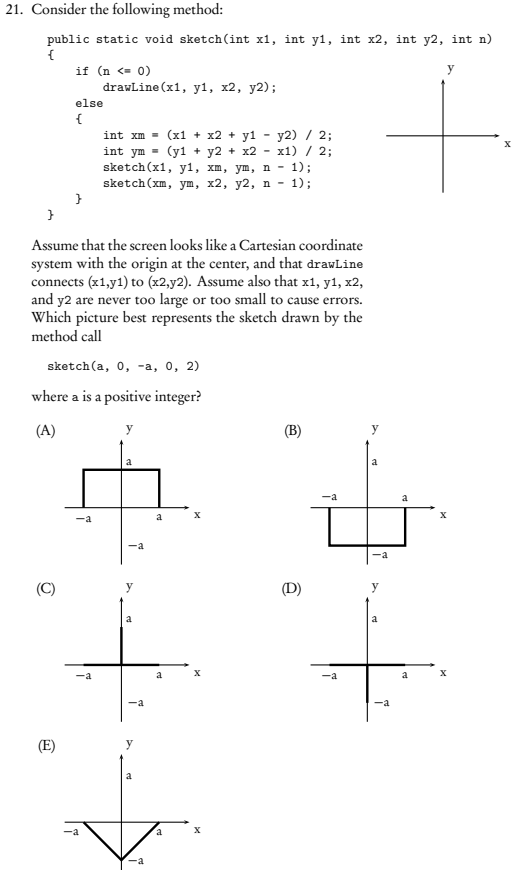 21. Consider the following method:
public static void sketch(int x1, int y1, int x2, int y2, int n)
{
if (n <= 0)
drawLine(x1, y1, x2, y2);
else
{
int xm = (x1 + x2 + y1 - y2) / 2;
int ym = (y1 + y2 + x2 - x1) / 2;
sketch(x1, y1, xm, ym, n - 1);
sketch(xm, ym, x2, y2, n - 1);
}
}
y
x
Assume that the screen looks like a Cartesian coordinate
system with the origin at the center, and that drawLine
connects (x1,y1) to (x2,y2). Assume also that x1, y1, x2,
and y2 are never too large or too small to cause errors.
Which picture best represents the sketch drawn by the
method call
sketch(a, 0, -a, 0, 2)
where a is a positive integer?
(A)
y
a
-a
a
x
-a
(B)
y
a
-a
a
x
-a
(C)
y
a
-a
a
x
-a
(D)
y
a
-a
a
x
-a
(E)
y
a
-a
a
x
-a